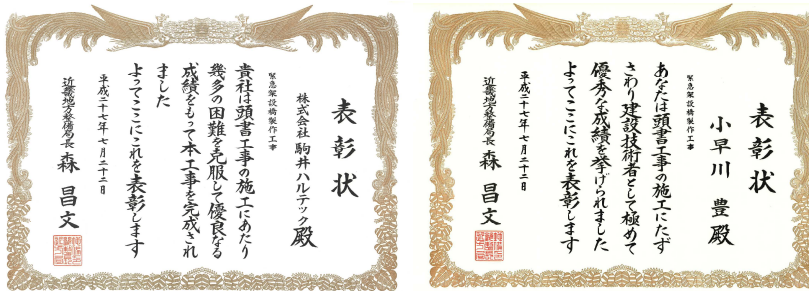 表彰状
緊急架設橋製作工事
株式会社 駒井ハルテック殿
貴社は頭書工事の施工にあたり
幾多の困難を克服して優良なる
成績をもって本工事を完成され
ました
よってここにこれを表彰します
平成二十七年七月二十二日
近畿地方整備局長 森昌文
表彰状
緊急架設橋製作工事
小早川 豊殿
あなたは頭書工事の施工にたず
さわり建設技術者として極めて
優秀な成績を挙げられました
よってここにこれを表彰します
平成二十七年七月二十二日
近畿地方整備局長 森昌文